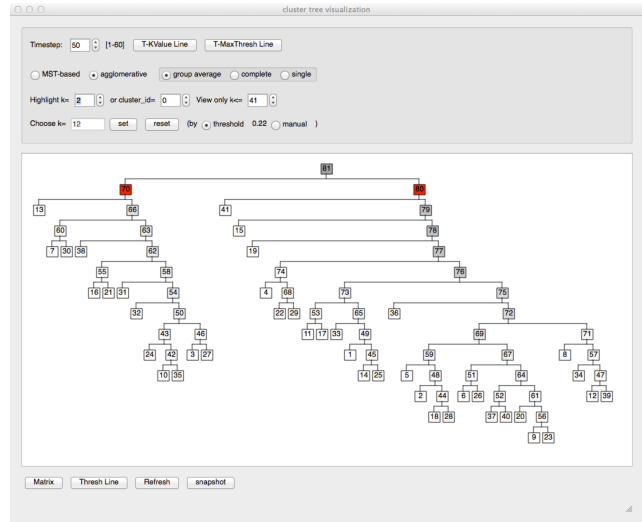 cluster tree visualization
Timestep: 50 [1-60] T-KValue Line T-MaxThresh Line
MST-based agglomerative group average complete single
Highlight k= 2 or cluster_id= 0 View only k<= 41
Choose k= 12 set reset (by threshold 0.22 manual )
81
70 80
13 66 41 79
60 63 15 78
7 30 38 62 19 77
55 58 74 76
16 21 31 54 4 68 73 75
32 50 22 29 53 65 36 72
43 46 11 17 33 49 69 71
24 42 3 27 1 45 59 67 8 57
10 35 14 25 5 48 51 64 34 47
2 44 6 26 52 61 12 39
18 28 37 40 20 56
9 23
Matrix Thresh Line Refresh snapshot